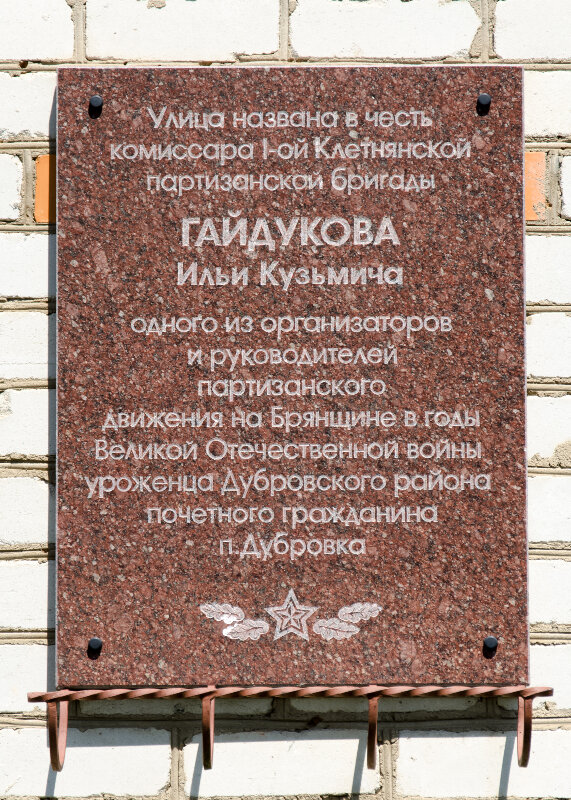 Улица названа в честь
комиссара I-ой Клетнянской
партизанской бригады
ГАЙДУКОВА
Ильи Кузьмича
одного из организаторов
и руководителей
партизанского
движения на Брянщине в годы
Великой Отечественной войны
уроженца Дубровского района
почетного гражданина
п.Дубровка